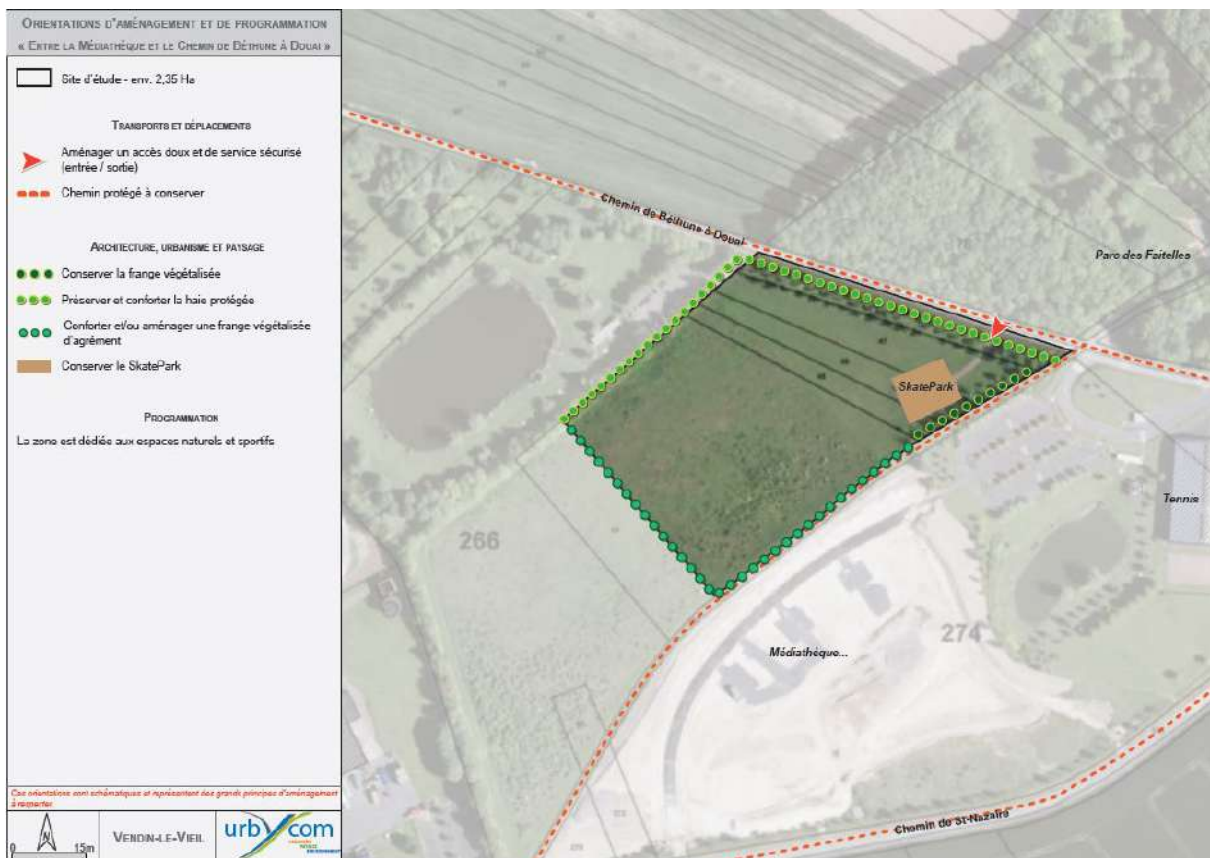 ORIENTATIONS D'AMÉNAGEMENT ET DE PROGRAMMATION
« ENTRE LA MÉDIATHÈQUE ET LE CHEMIN DE BÉTHUNE À DOUAI »
Site d'étude - env. 2,35 Ha
TRANSPORTS ET DÉPLACEMENTS
Aménager un accès doux et de service sécurisé
(entrée / sortie)
Chemin protégé à conserver
ARCHITECTURE, URBANISME ET PAYSAGE
Conserver la frange végétalisée
Préserver et conforter la haie protégée
Conforter et/ou aménager une frange végétalisée
d'agrément
Conserver le SkatePark
PROGRAMMATION
La zone est dédiée aux espaces naturels et sportifs
Ces orientations sont schématiques et représentent des grands principes d'aménagement
à respecter
N
0 15m
VENDIN-LE-VIEIL
urbycom
Chemin de Béthune à Douai
Parc des Faitelles
SkatePark
Tennis
266
274
Médiathèque...
Chemin de St-Nazaire